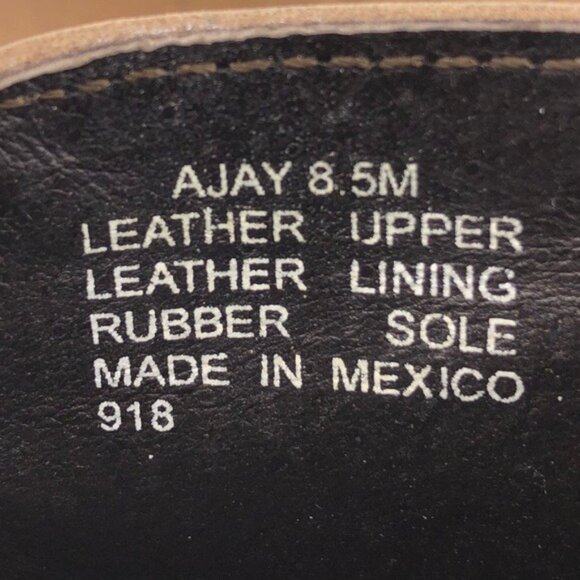 AJAY 8.5M
LEATHER UPPER
LEATHER LINING
RUBBER SOLE
MADE IN MEXICO
918